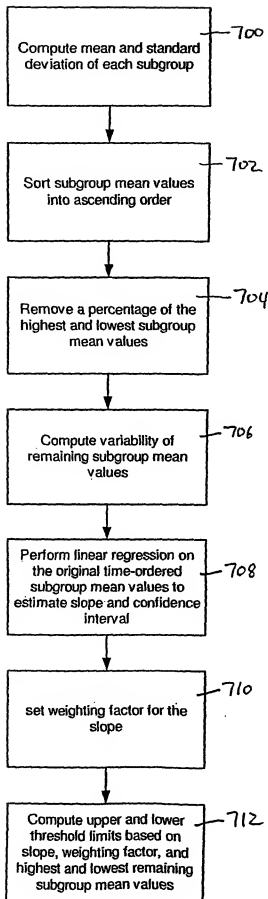 Compute mean and standard
deviation of each subgroup
700
Sort subgroup mean values
into ascending order
702
Remove a percentage of the
highest and lowest subgroup
mean values
704
Compute variability of
remaining subgroup mean
values
706
Perform linear regression on
the original time-ordered
subgroup mean values to
estimate slope and confidence
interval
708
set weighting factor for the
slope
710
Compute upper and lower
threshold limits based on
slope, weighting factor, and
highest and lowest remaining
subgroup mean values
712